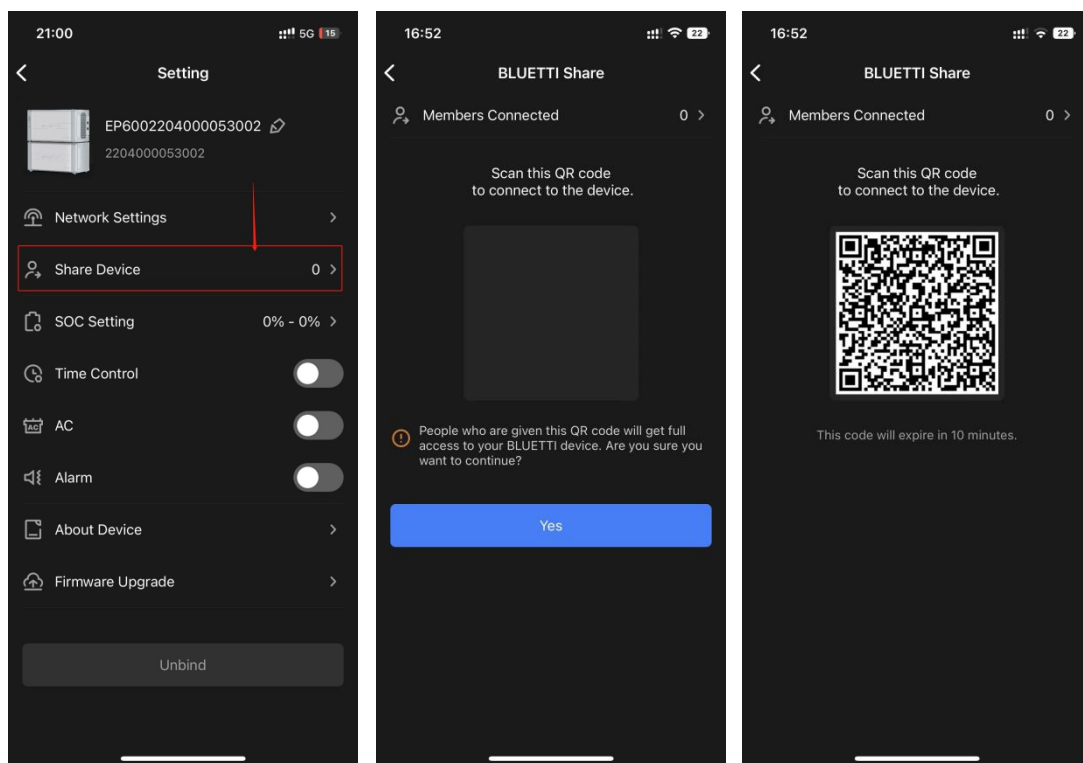 21:00
5G 15
Setting
EP6002204000053002
2204000053002
Network Settings
Share Device 0
SOC Setting 0% - 0%
Time Control
AC
AC
Alarm
About Device
Firmware Upgrade
Unbind
16:52
22
BLUETTI Share
Members Connected 0
Scan this QR code
to connect to the device.
People who are given this QR code will get full
access to your BLUETTI device. Are you sure you
want to continue?
Yes
16:52
22
BLUETTI Share
Members Connected 0
Scan this QR code
to connect to the device.
This code will expire in 10 minutes.